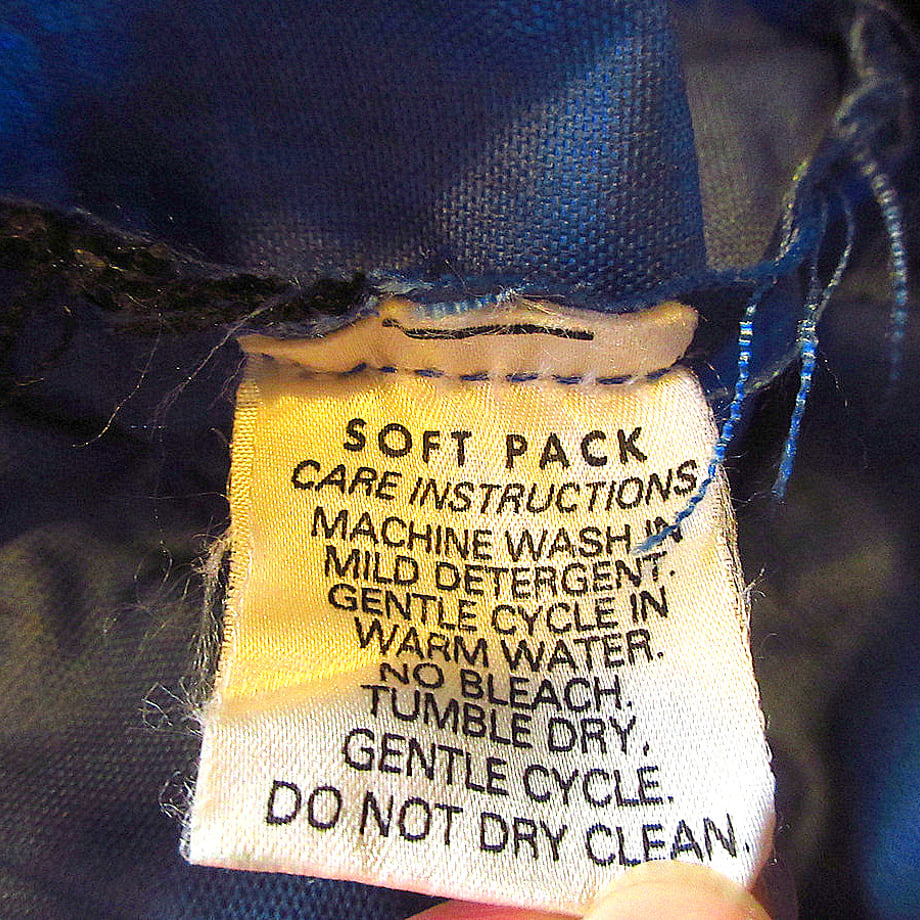 SOFT PACK
CARE INSTRUCTIONS
MACHINE WASH IN
MILD DETERGENT.
GENTLE CYCLE IN
WARM WATER.
NO BLEACH.
TUMBLE DRY,
GENTLE CYCLE.
DO NOT DRY CLEAN.